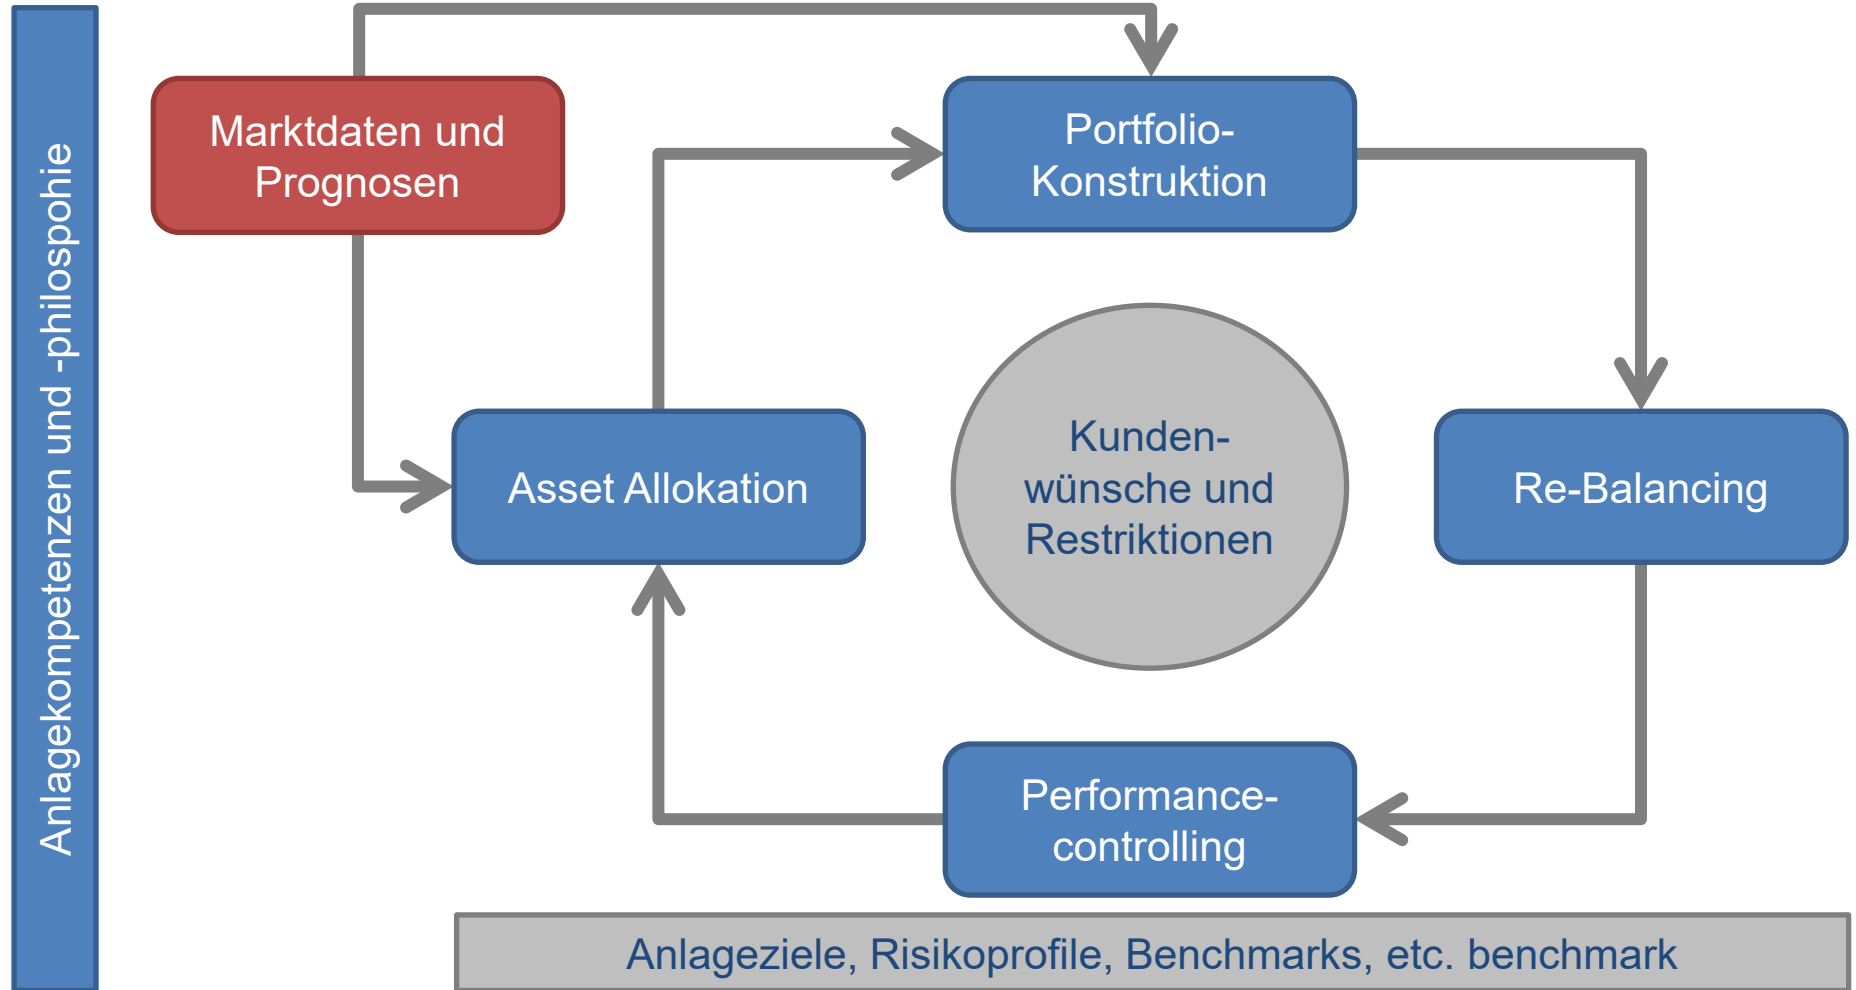 Anlagekompetenzen und -philospohie
Marktdaten und
Prognosen
Portfolio-
Konstruktion
Asset Allokation
Kunden-
wünsche und
Restriktionen
Re-Balancing
Performance-
controlling
Anlageziele, Risikoprofile, Benchmarks, etc. benchmark